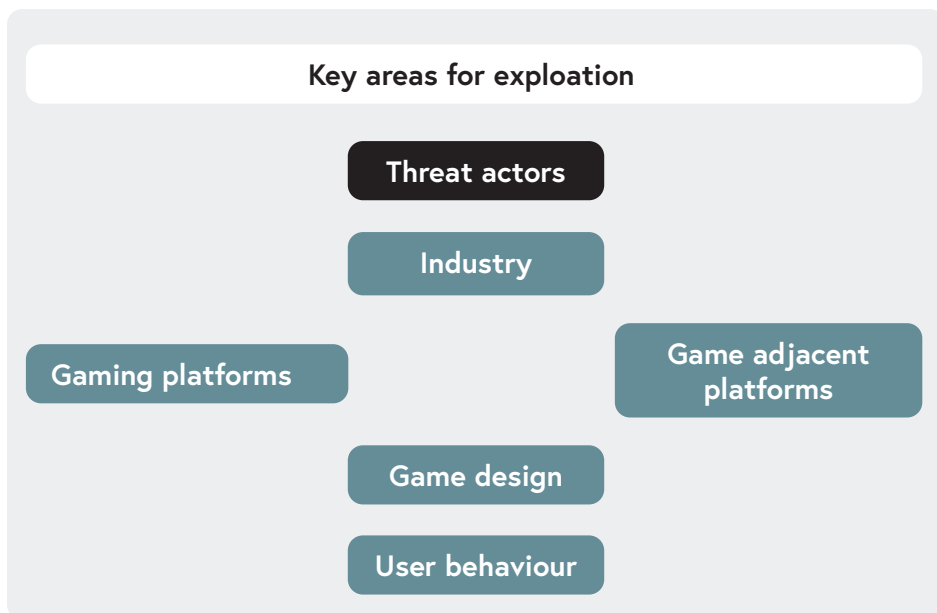 Key areas for exploation
Threat actors
Industry
Gaming platforms
Game adjacent
platforms
Game design
User behaviour